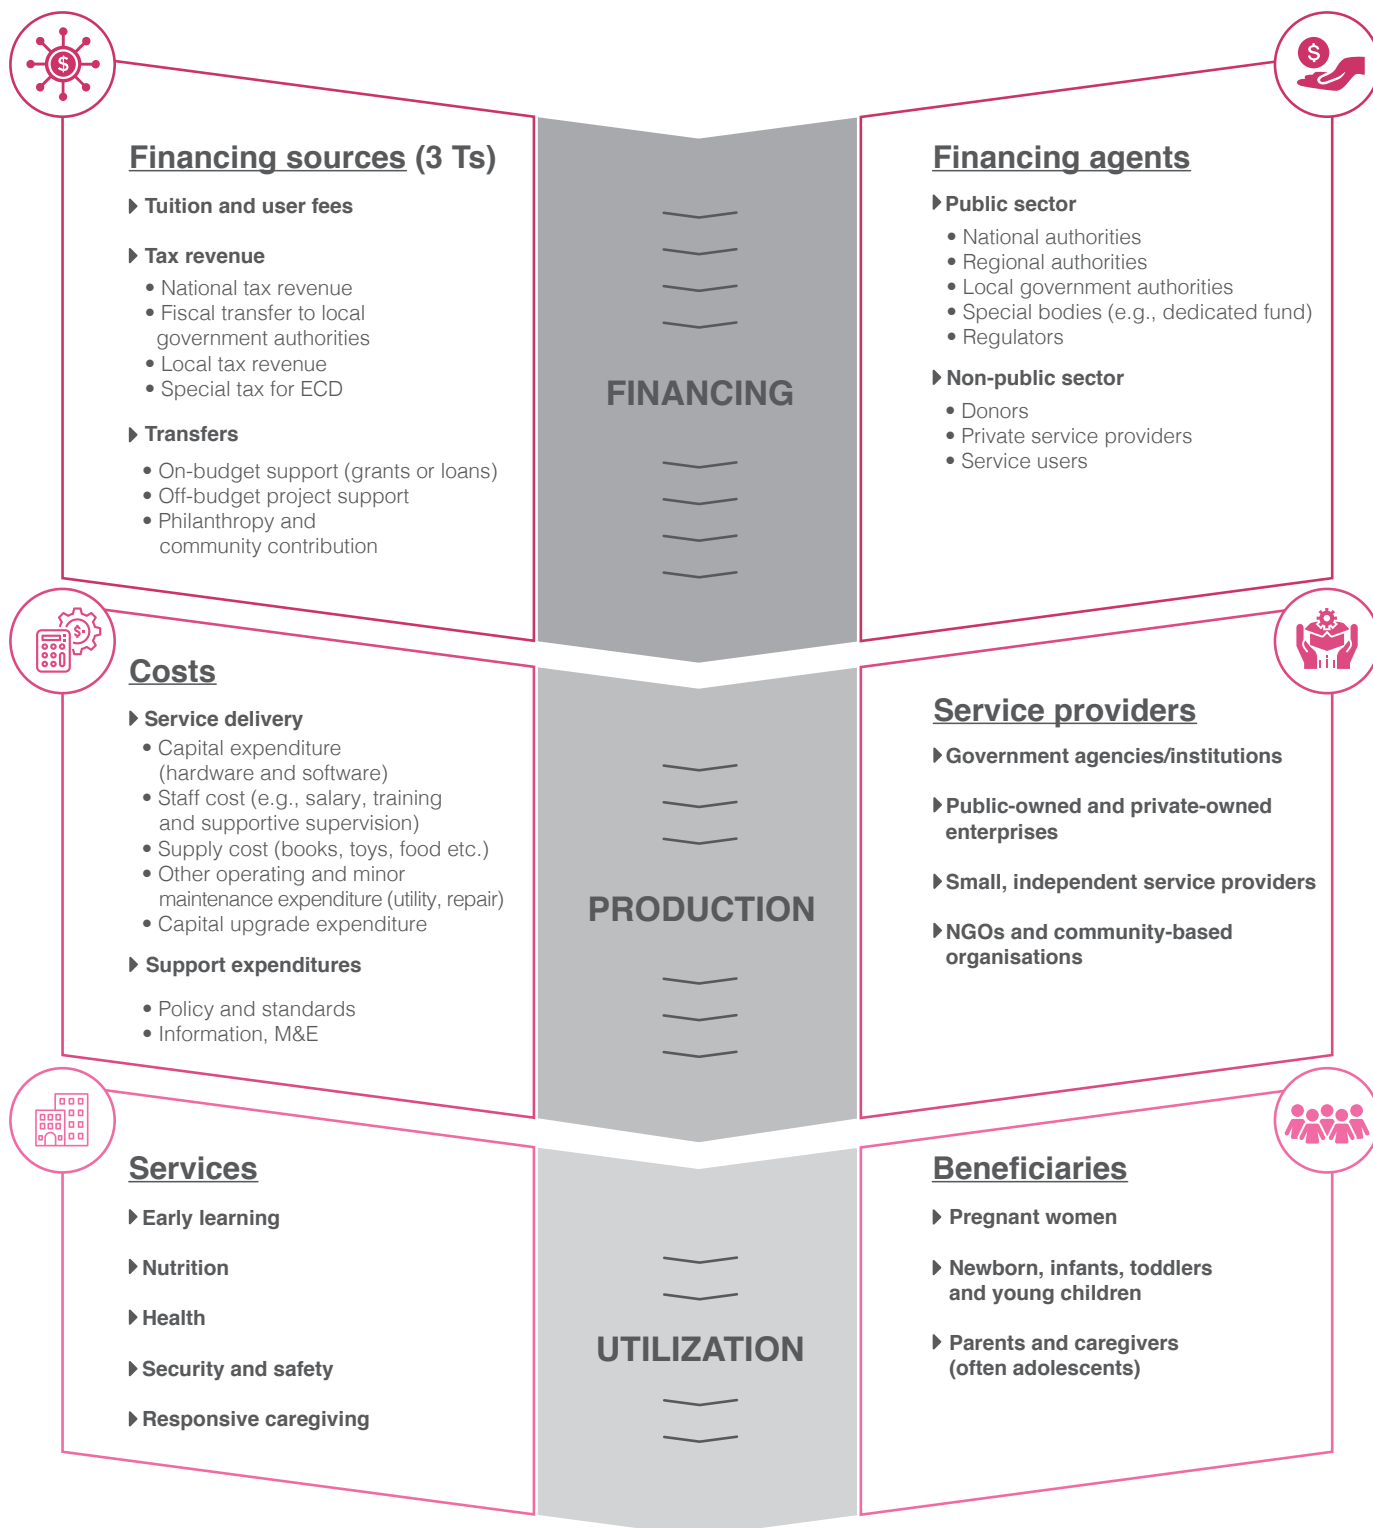 Financing sources (3 Ts)
Tuition and user fees
Tax revenue
• National tax revenue
• Fiscal transfer to local
government authorities
• Local tax revenue
• Special tax for ECD
Transfers
• On-budget support (grants or loans)
• Off-budget project support
• Philanthropy and
community contribution
FINANCING
Financing agents
Public sector
• National authorities
• Regional authorities
• Local government authorities
• Special bodies (e.g., dedicated fund)
• Regulators
Non-public sector
• Donors
• Private service providers
• Service users
Costs
Service delivery
• Capital expenditure
(hardware and software)
• Staff cost (e.g., salary, training
and supportive supervision)
• Supply cost (books, toys, food etc.)
• Other operating and minor
maintenance expenditure (utility, repair)
• Capital upgrade expenditure
Support expenditures
• Policy and standards
• Information, M&E
PRODUCTION
Service providers
Government agencies/institutions
Public-owned and private-owned
enterprises
Small, independent service providers
NGOs and community-based
organisations
Services
Early learning
Nutrition
Health
Security and safety
Responsive caregiving
UTILIZATION
Beneficiaries
Pregnant women
Newborn, infants, toddlers
and young children
Parents and caregivers
(often adolescents)